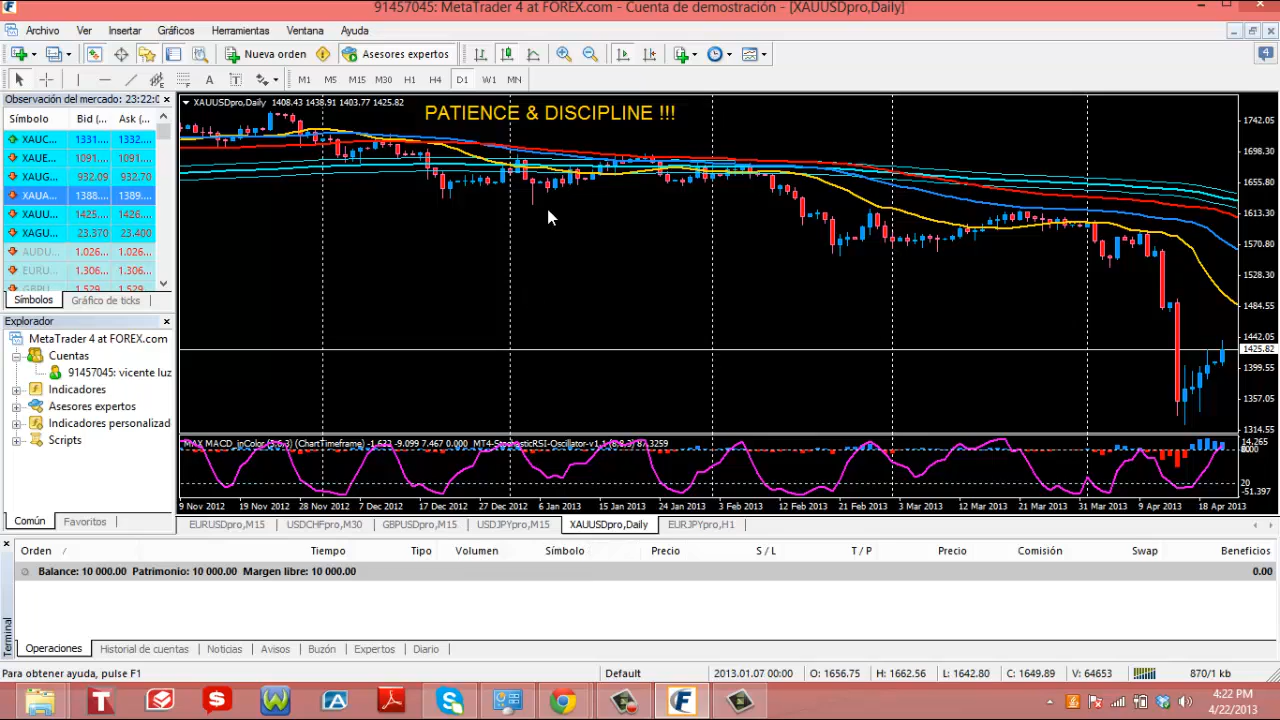 91457045: MetaTrader 4 at FOREX.com - Cuenta de demostración - [XAUUSDpro,Daily]
Archivo Ver Insertar Gráficos Herramientas Ventana Ayuda
Nueva orden Asesores expertos
4
A T M1 M5 M15 M30 H1 H4 D1 W1 MN
Observación del mercado: 23:22:0
Símbolo Bid (... Ask (...
XAUC... 1331.... 1332....
XAUE... 1091.... 1091....
XAUG... 932.09 932.70
XAUA... 1388.... 1389....
XAUU... 1425.... 1426....
XAGU... 23.370 23.400
AUDU... 1.026... 1.026...
EURU... 1.306... 1.306...
GBPU... 1.529... 1.529...
Símbolos Gráfico de ticks
Explorador
MetaTrader 4 at FOREX.com
Cuentas
91457045: vicente luz
Indicadores
Asesores expertos
Indicadores personalizad
Scripts
Común Favoritos
XAUUSDpro,Daily 1408.43 1438.91 1403.77 1425.82
PATIENCE & DISCIPLINE !!!
1742.05
1698.30
1655.80
1613.30
1570.80
1528.30
1484.55
1442.05
1425.82
1399.55
1357.05
1314.55
MAX MACD_inColor (3,6,3) (ChartTimeframe) -1.622 -9.099 7.467 0.000 MT4-StochasticRSI-Oscillator-v1.1 (8,8,3) 87.3259
14.265
20
-51.397
9 Nov 2012 19 Nov 2012 28 Nov 2012 7 Dec 2012 17 Dec 2012 27 Dec 2012 6 Jan 2013 15 Jan 2013 24 Jan 2013 3 Feb 2013 12 Feb 2013 21 Feb 2013 3 Mar 2013 12 Mar 2013 21 Mar 2013 31 Mar 2013 9 Apr 2013 18 Apr 2013
EURUSDpro,M15 USDCHFpro,M30 GBPUSDpro,M15 USDJPYpro,M15 XAUUSDpro,Daily EURJPYpro,H1
Terminal
Orden Tiempo Tipo Volumen Símbolo Precio S / L T / P Precio Comisión Swap Beneficios
Balance: 10 000.00 Patrimonio: 10 000.00 Margen libre: 10 000.00 0.00
Operaciones Historial de cuentas Noticias Avisos Buzón Expertos Diario
Para obtener ayuda, pulse F1 Default 2013.01.07 00:00 O: 1656.75 H: 1662.56 L: 1642.80 C: 1649.89 V: 64653 870/1 kb
4:22 PM
4/22/2013